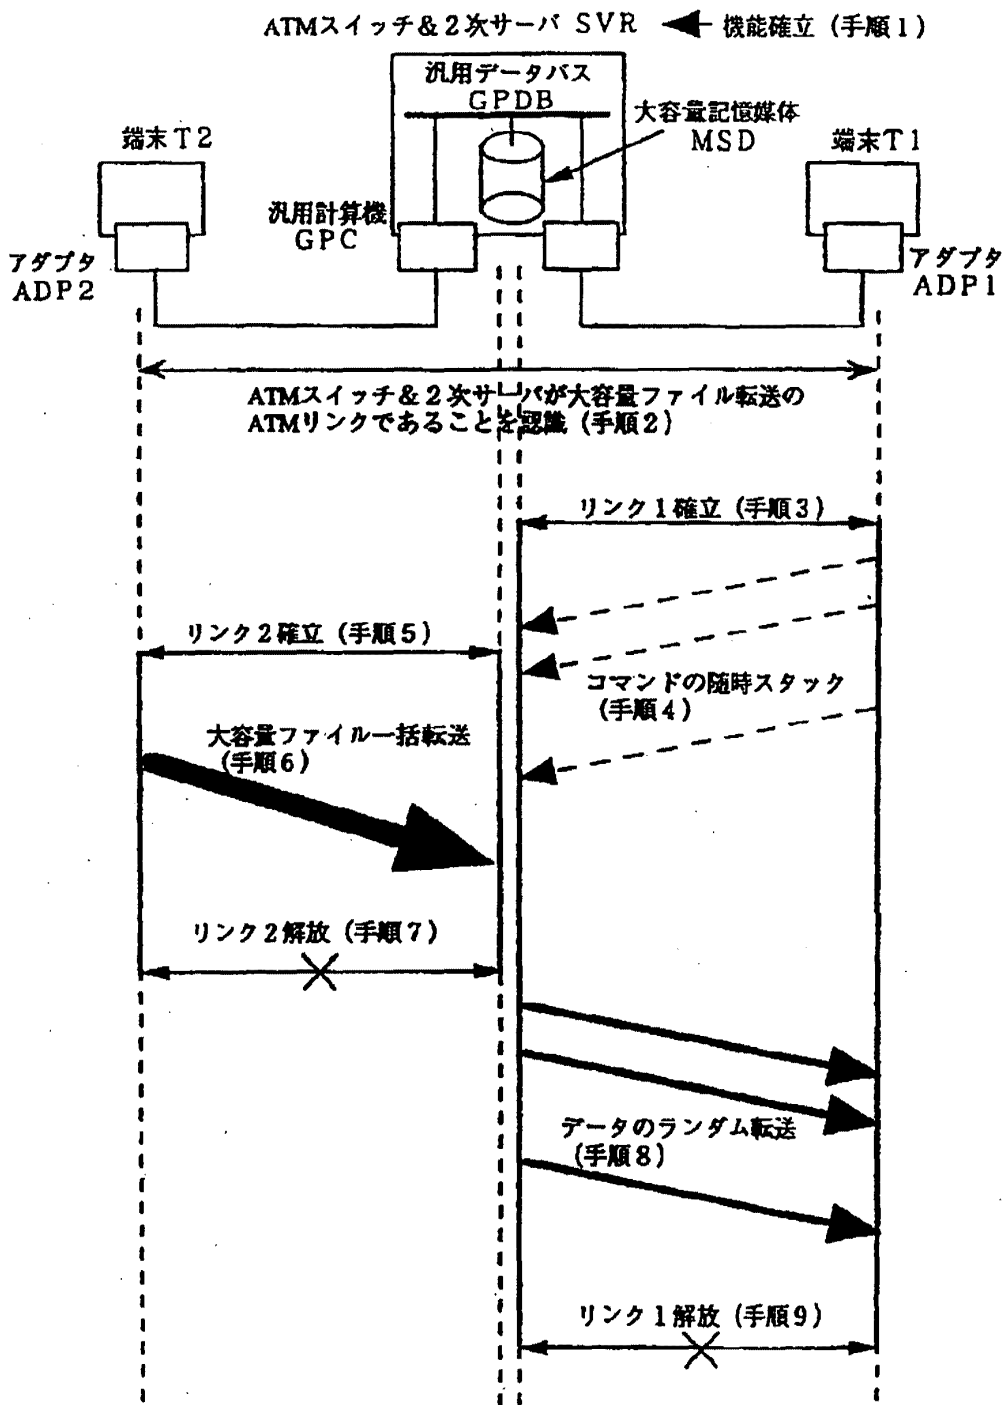 ATMスイッチ&2次サーバ SVR
機能確立(手順1)
汎用データバス
GPDB
大容量記憶媒体
MSD
端末T2
端末T1
汎用計算機
GPC
アダプタ
ADP2
アダプタ
ADP1
ATMスイッチ&2次サーバが大容量ファイル転送の
ATMリンクであることを認識(手順2)
リンク1確立(手順3)
リンク2確立(手順5)
コマンドの随時スタック
(手順4)
大容量ファイル一括転送
(手順6)
リンク2解放(手順7)
データのランダム転送
(手順8)
リンク1解放(手順9)